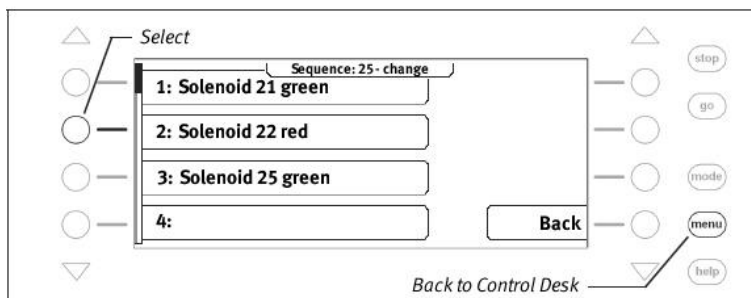 Select
Sequence: 25- change
1: Solenoid 21 green
2: Solenoid 22 red
3: Solenoid 25 green
4:
Back
stop
go
mode
menu
help
Back to Control Desk